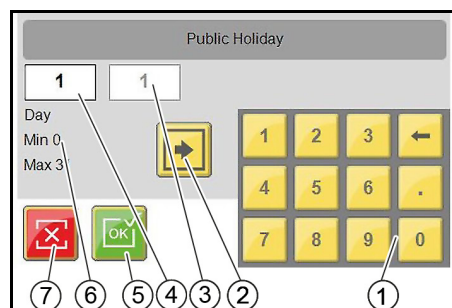 Public Holiday
1 1
Day
Min 0
Max 3
1 2 3 ←
4 5 6 .
7 8 9 0
OK
7 6 5 4 3 2 1